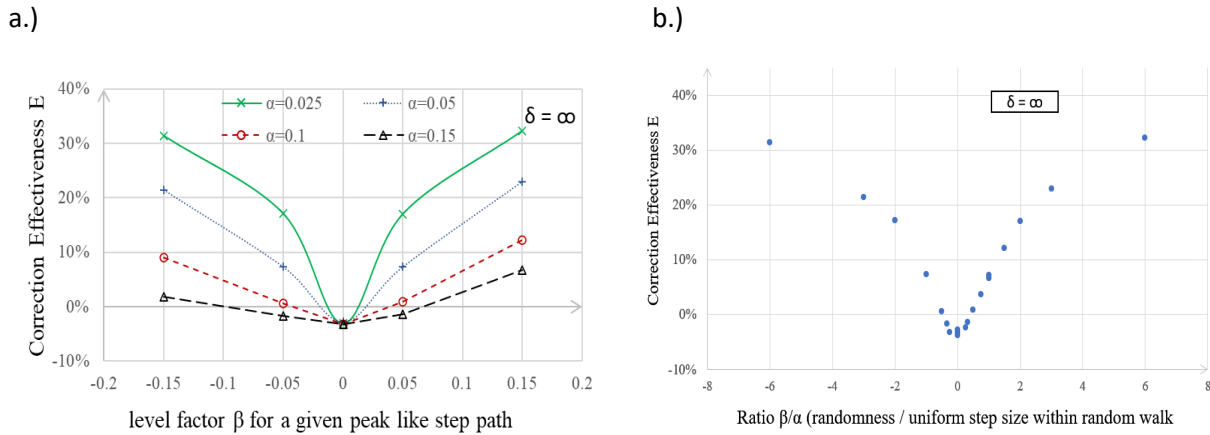 a.)
b.)
40%
30%
20%
10%
0%
-10%
Correction Effectiveness E
α=0.025
α=0.05
α=0.1
α=0.15
δ = ∞
-0.2
-0.15
-0.1
-0.05
0
0.05
0.1
0.15
0.2
level factor β for a given peak like step path
40%
30%
20%
10%
0%
-10%
Correction Effectiveness E
δ = ∞
-8
-6
-4
-2
0
2
4
6
8
Ratio β/α (randomness / uniform step size within random walk